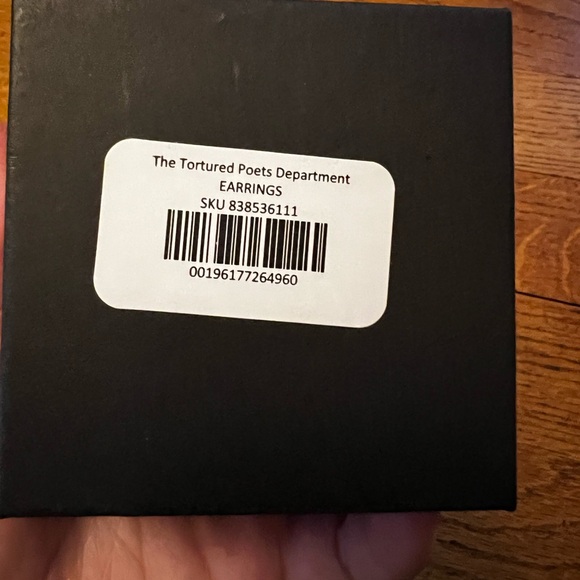 The Tortured Poets Department
EARRINGS
SKU 838536111
00196177264960